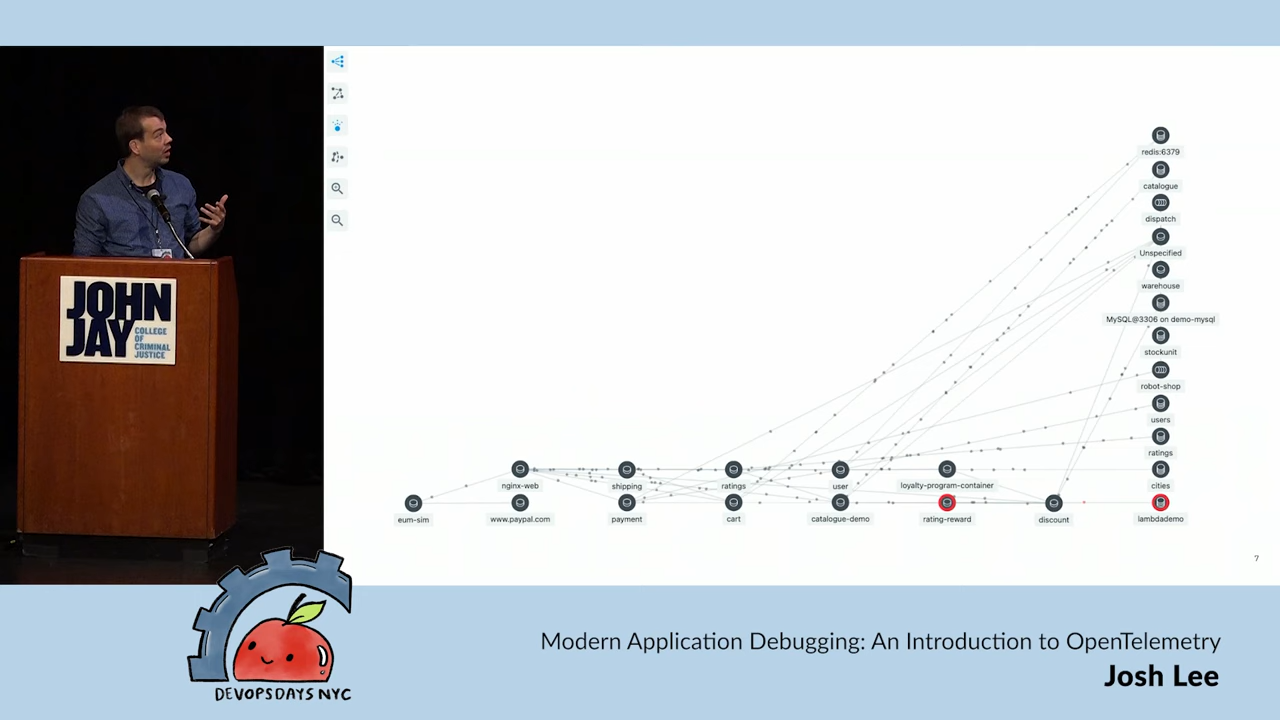 JOHN
JAY
COLLEGE
OF
CRIMINAL
JUSTICE
redis:6379
catalogue
dispatch
Unspecified
warehouse
MySQL@3306 on demo-mysql
stockunit
robot-shop
users
ratings
nginx-web
shipping
ratings
user
loyalty-program-container
cities
eum-sim
www.paypal.com
payment
cart
catalogue-demo
rating-reward
discount
lambdademo
7
DEVOPSDAYS NYC
Modern Application Debugging: An Introduction to OpenTelemetry
Josh Lee